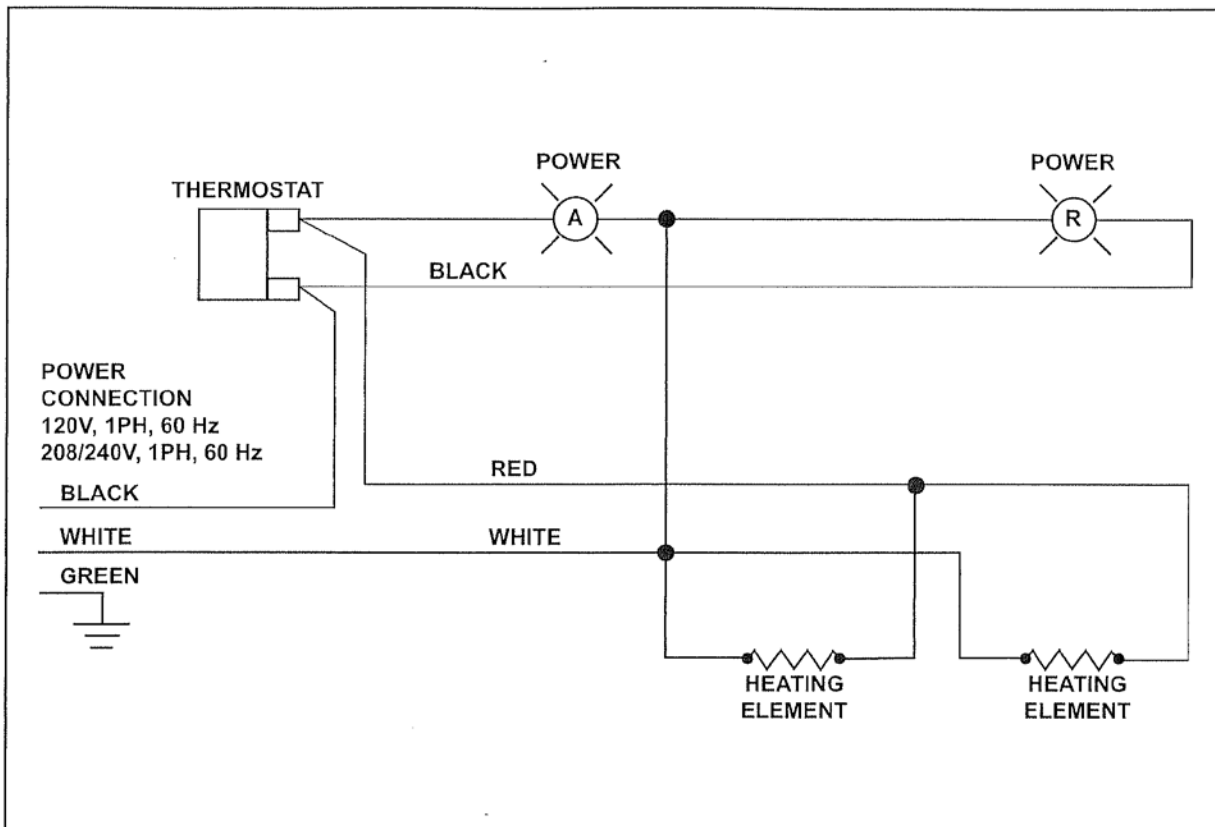 POWER
POWER
THERMOSTAT
A
R
BLACK
POWER
CONNECTION
120V, 1PH, 60 Hz
208/240V, 1PH, 60 Hz
RED
BLACK
WHITE
WHITE
GREEN
HEATING
ELEMENT
HEATING
ELEMENT